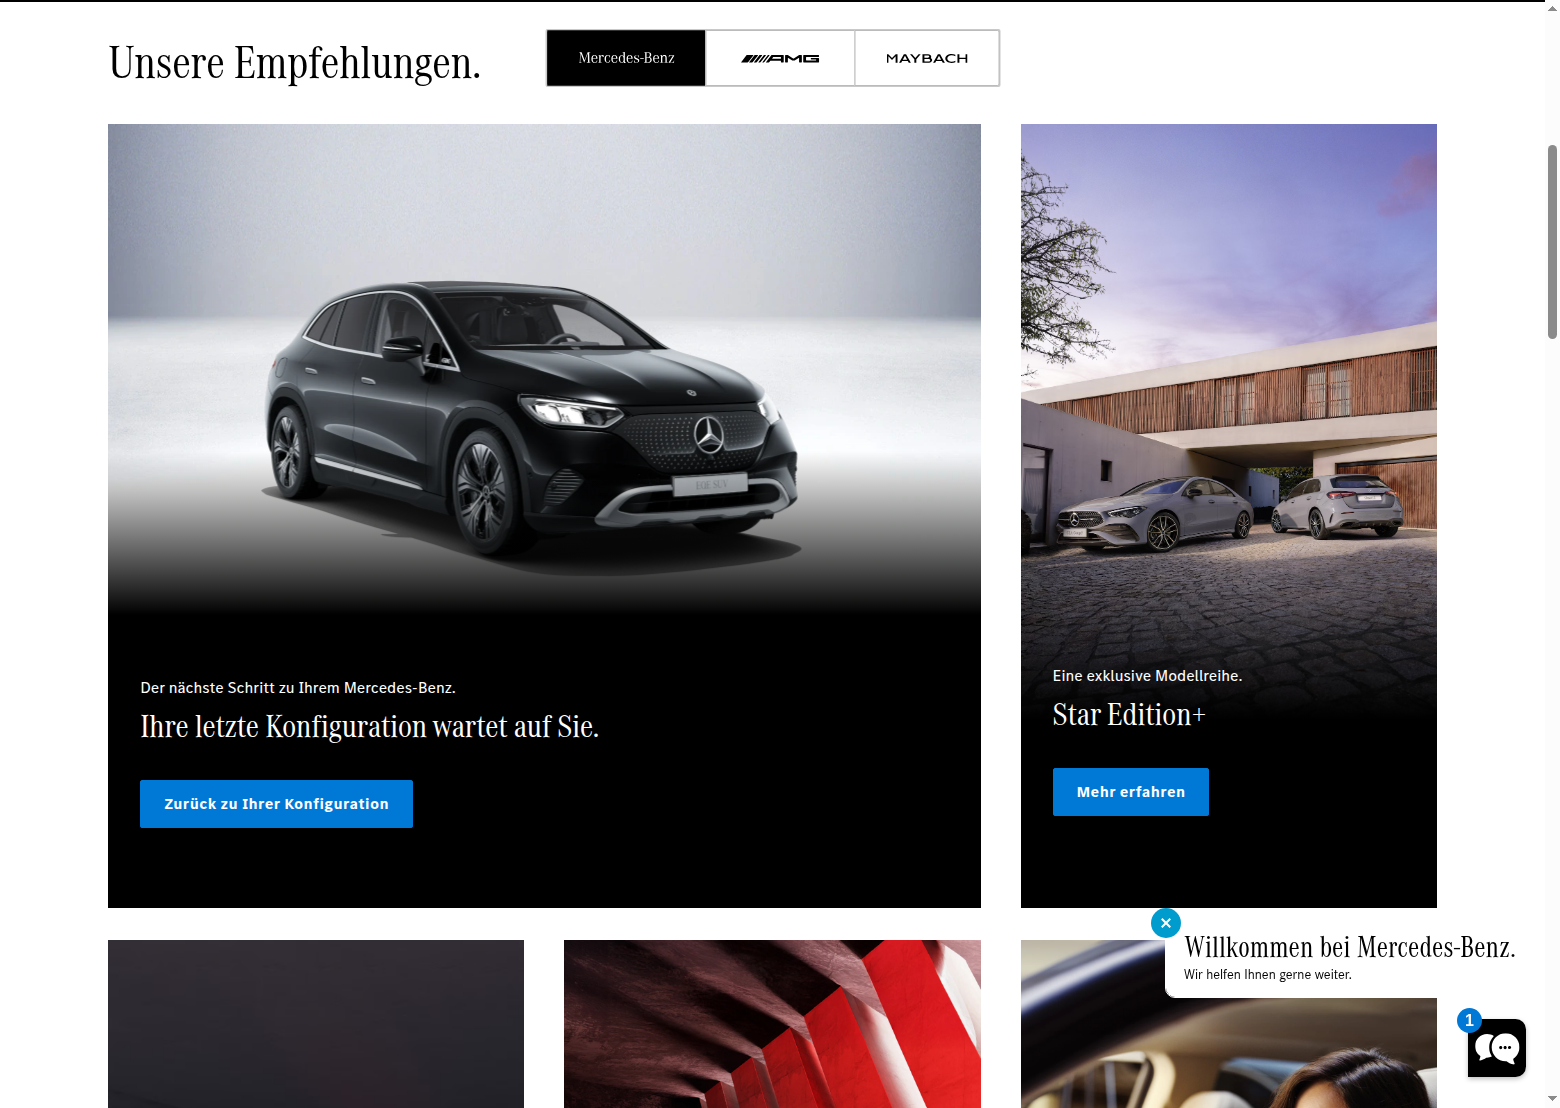 Unsere Empfehlungen.
Mercedes-Benz
AMG
MAYBACH
EQE SUV
Der nächste Schritt zu Ihrem Mercedes-Benz.
Ihre letzte Konfiguration wartet auf Sie.
Zurück zu Ihrer Konfiguration
Eine exklusive Modellreihe.
Star Edition+
Mehr erfahren
Willkommen bei Mercedes-Benz.
Wir helfen Ihnen gerne weiter.
1